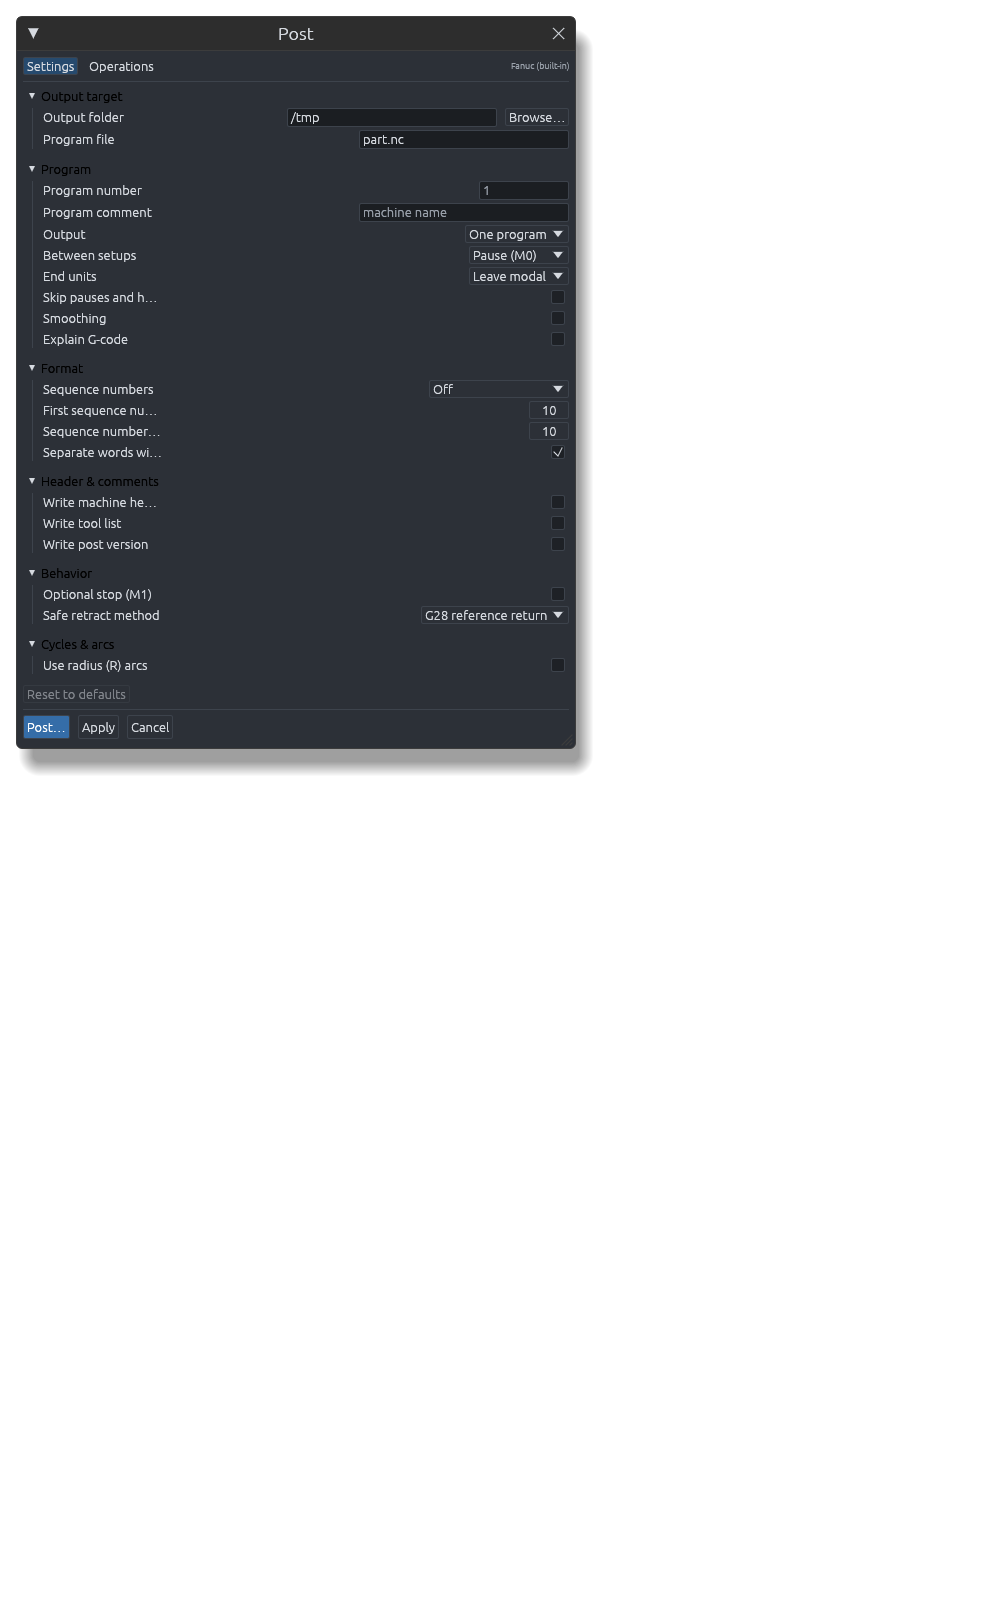 Post
Settings Operations Fanuc (built-in)
Output target
Output folder /tmp Browse...
Program file part.nc
Program
Program number 1
Program comment machine name
Output One program
Between setups Pause (M0)
End units Leave modal
Skip pauses and h...
Smoothing
Explain G-code
Format
Sequence numbers Off
First sequence nu... 10
Sequence number... 10
Separate words wi...
Header & comments
Write machine he...
Write tool list
Write post version
Behavior
Optional stop (M1)
Safe retract method G28 reference return
Cycles & arcs
Use radius (R) arcs
Reset to defaults
Post... Apply Cancel